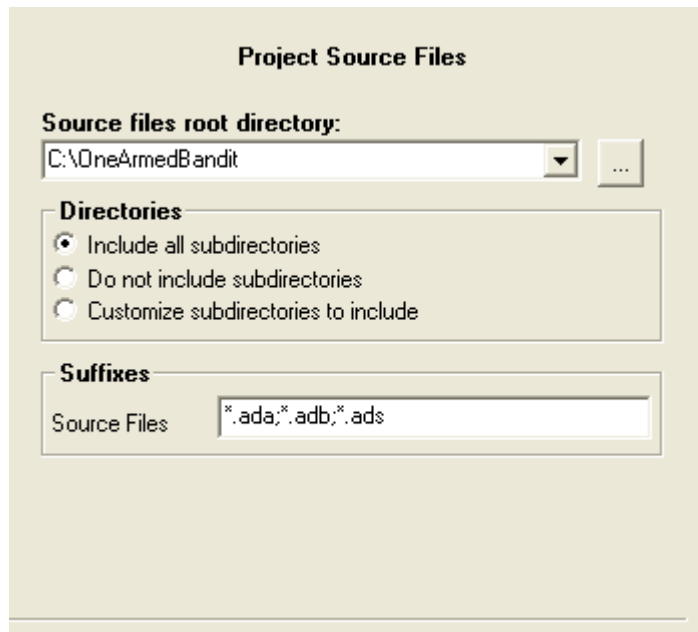 Project Source Files
Source files root directory:
C:\OneArmedBandit
...
Directories
Include all subdirectories
Do not include subdirectories
Customize subdirectories to include
Suffixes
Source Files
*.ada;*.adb;*.ads